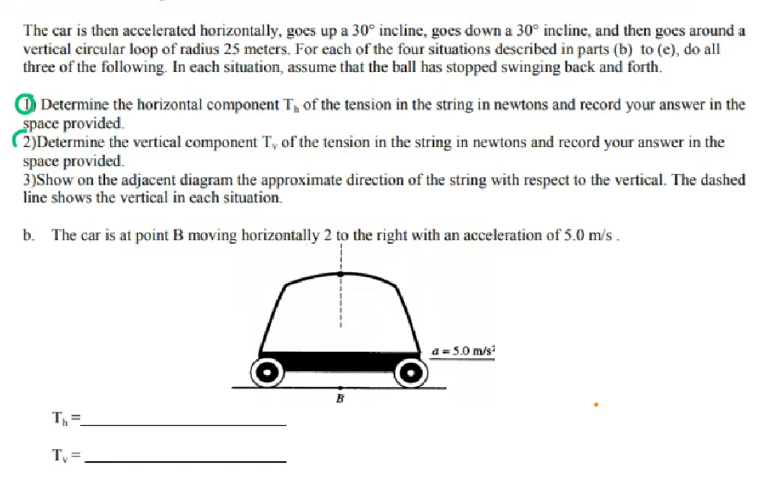 The car is then accelerated horizontally, goes up a 30° incline, goes down a 30° incline, and then goes around a
vertical circular loop of radius 25 meters. For each of the four situations described in parts (b) to (e), do all
three of the following. In each situation, assume that the ball has stopped swinging back and forth.
1) Determine the horizontal component Tₕ of the tension in the string in newtons and record your answer in the
space provided.
2)Determine the vertical component Tᵥ of the tension in the string in newtons and record your answer in the
space provided.
3)Show on the adjacent diagram the approximate direction of the string with respect to the vertical. The dashed
line shows the vertical in each situation.
b. The car is at point B moving horizontally 2 to the right with an acceleration of 5.0 m/s .
a = 5.0 m/s²
B
Tₕ =
Tᵥ =